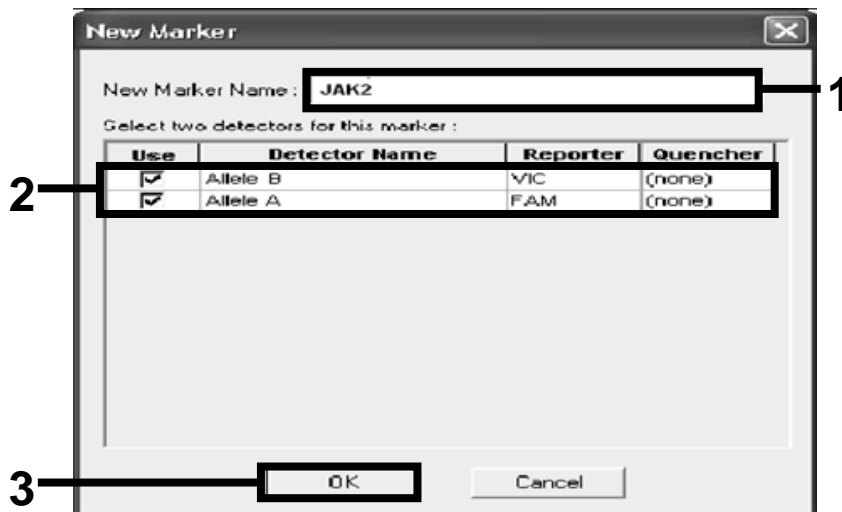 New Marker
New Marker Name : JAK2 1
Select two detectors for this marker :
Use Detector Name Reporter Quencher
2 Allele B VIC (none)
Allele A FAM (none)
3 OK Cancel